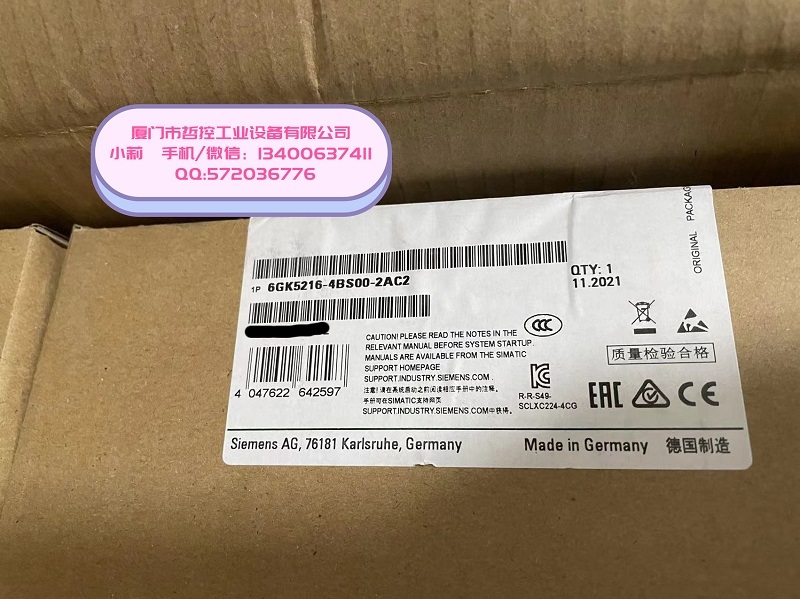 厦门市哲控工业设备有限公司
小莉 手机/微信：13400637411
QQ:572036776
ORIGINAL PACKAG
QTY: 1
1P 6GK5216-4BS00-2AC2
11.2021
CCC
CAUTION! PLEASE READ THE NOTES IN THE
RELEVANT MANUAL BEFORE SYSTEM STARTUP.
MANUALS ARE AVAILABLE FROM THE SIMATIC
SUPPORT HOMEPAGE
SUPPORT.INDUSTRY.SIEMENS.COM .
注意！请在系统启动之前阅读相应手册中的注释。
手册可在SIMATIC支持网页
SUPPORT.INDUSTRY.SIEMENS.COM中获得。
质量检验合格
R-R-S49-
SCLXC224-4CG
EAC CE
4 047622 642597
Siemens AG, 76181 Karlsruhe, Germany
Made in Germany 德国制造